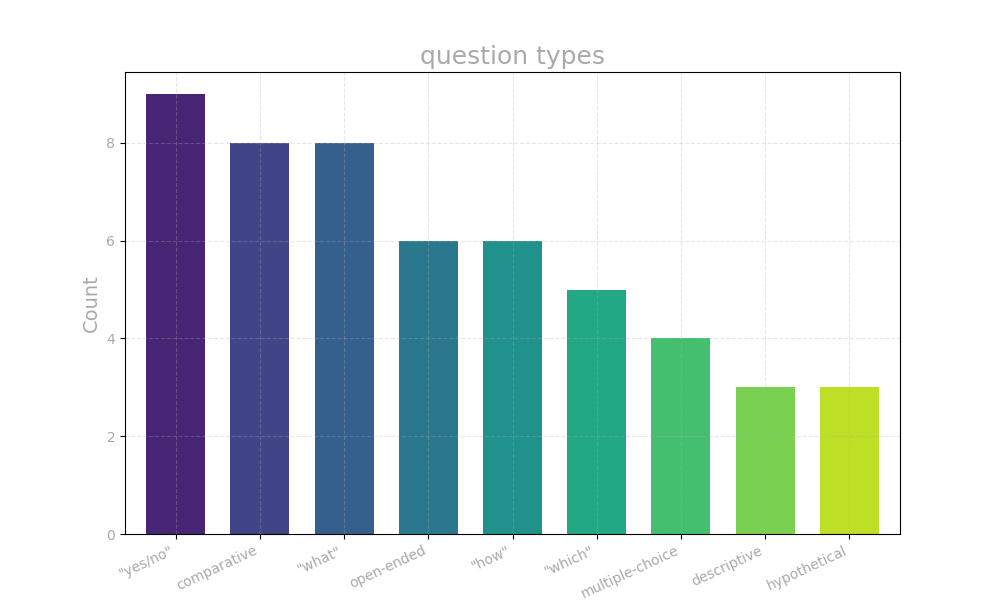 question types
Count
8
6
4
2
0
"yes/no"
comparative
"what"
open-ended
"how"
"which"
multiple-choice
descriptive
hypothetical